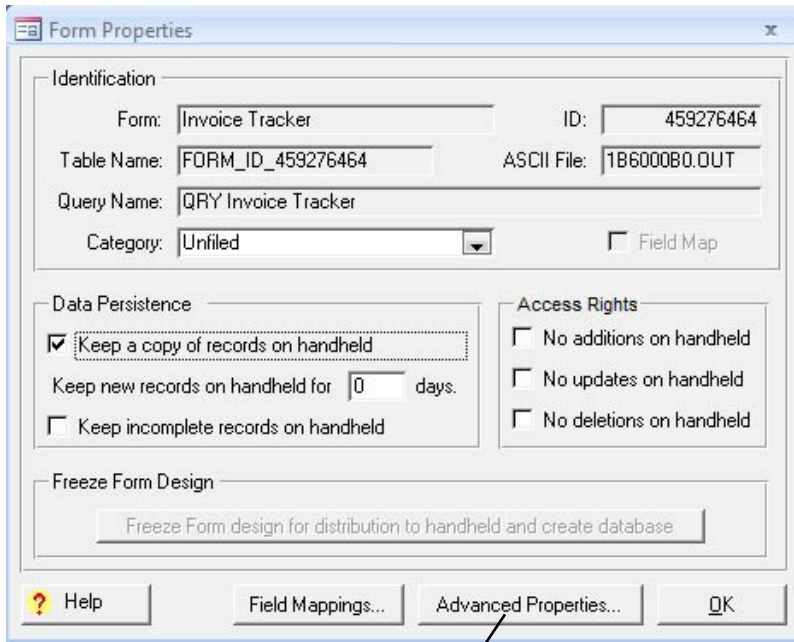 Form Properties
x
Identification
Form: Invoice Tracker ID: 459276464
Table Name: FORM_ID_459276464 ASCII File: 1B6000B0.OUT
Query Name: QRY Invoice Tracker
Category: Unfiled Field Map
Data Persistence
Keep a copy of records on handheld
Keep new records on handheld for 0 days.
Keep incomplete records on handheld
Access Rights
No additions on handheld
No updates on handheld
No deletions on handheld
Freeze Form Design
Freeze Form design for distribution to handheld and create database
? Help Field Mappings... Advanced Properties... OK